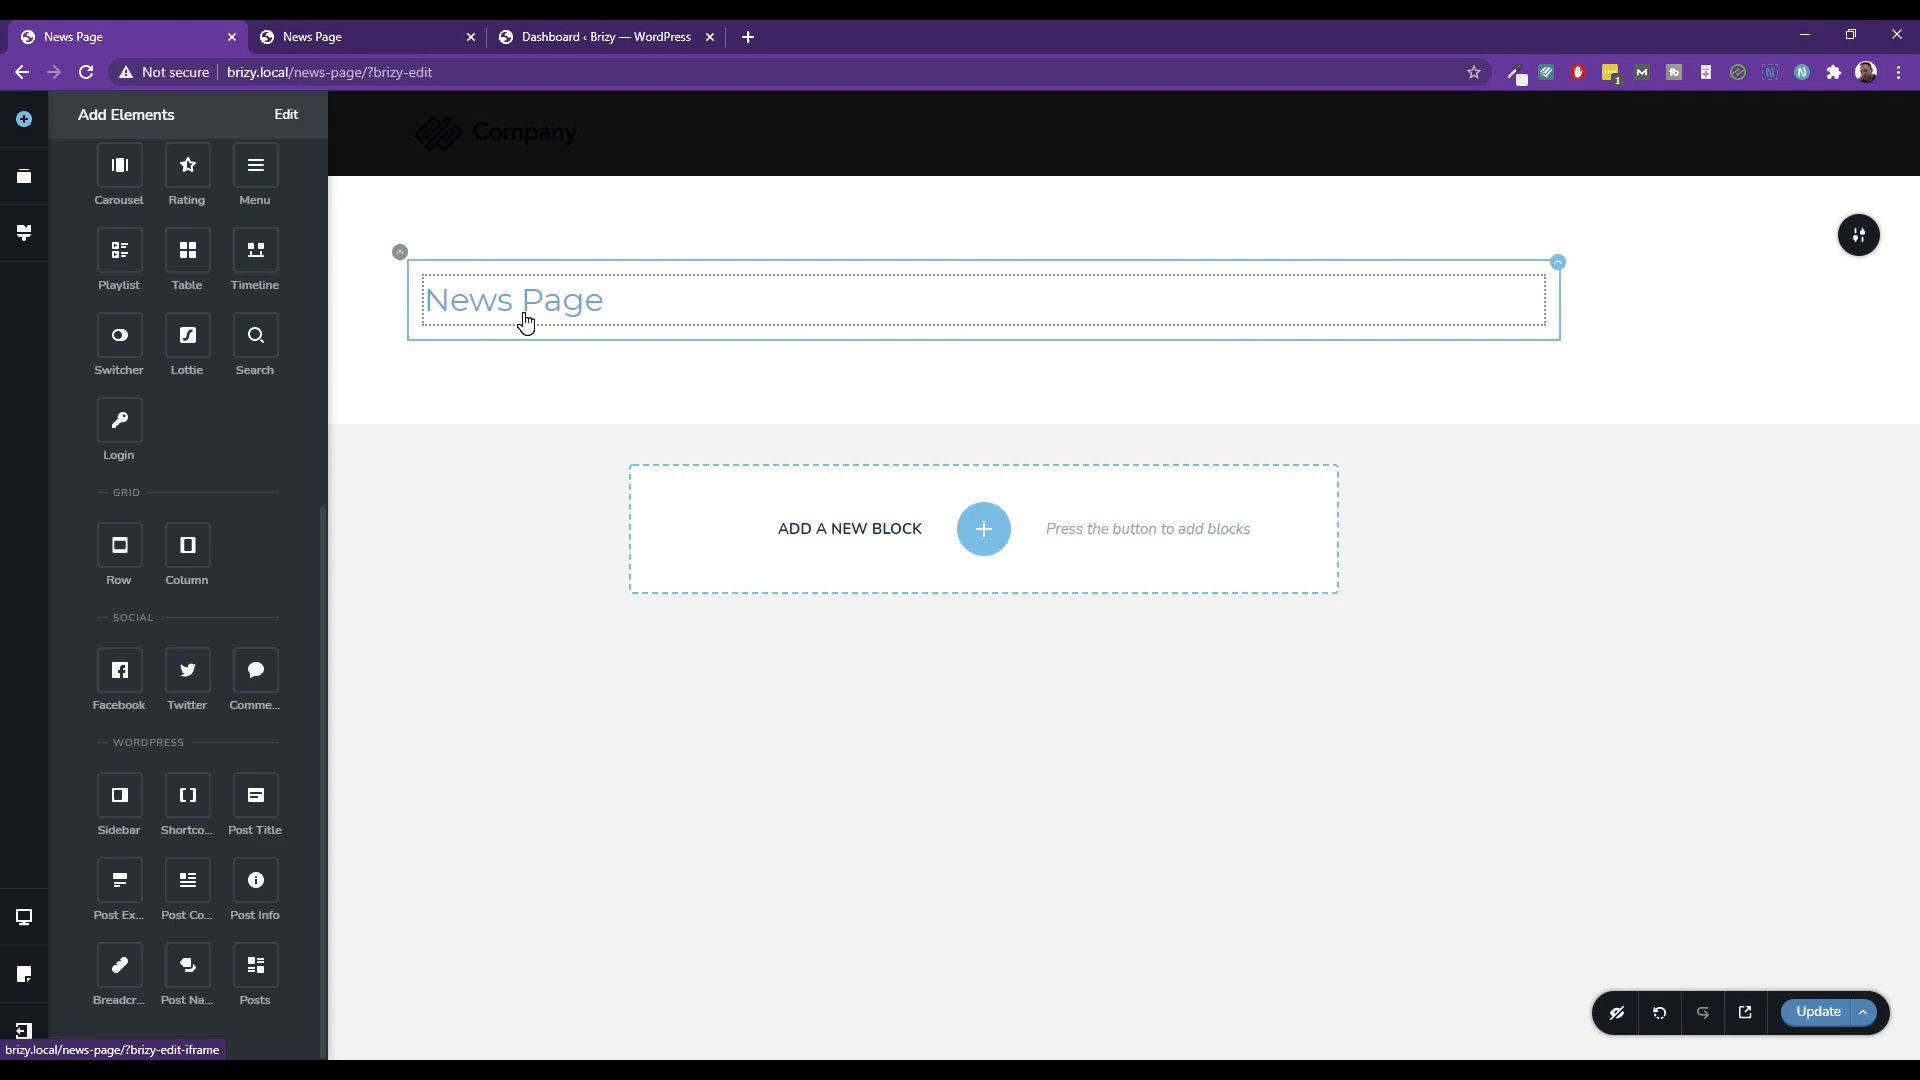 News Page
News Page
Dashboard ‹ Brizy — WordPress
Not secure
brizy.local/news-page/?brizy-edit
1
Add Elements
Edit
Company
Carousel
Rating
Menu
Playlist
Table
Timeline
Switcher
Lottie
Search
Login
GRID
Row
Column
SOCIAL
Facebook
Twitter
Comme...
WORDPRESS
Sidebar
Shortco...
Post Title
Post Ex...
Post Co...
Post Info
Breadcr...
Post Na...
Posts
News Page
ADD A NEW BLOCK
Press the button to add blocks
Update
brizy.local/news-page/?brizy-edit-iframe